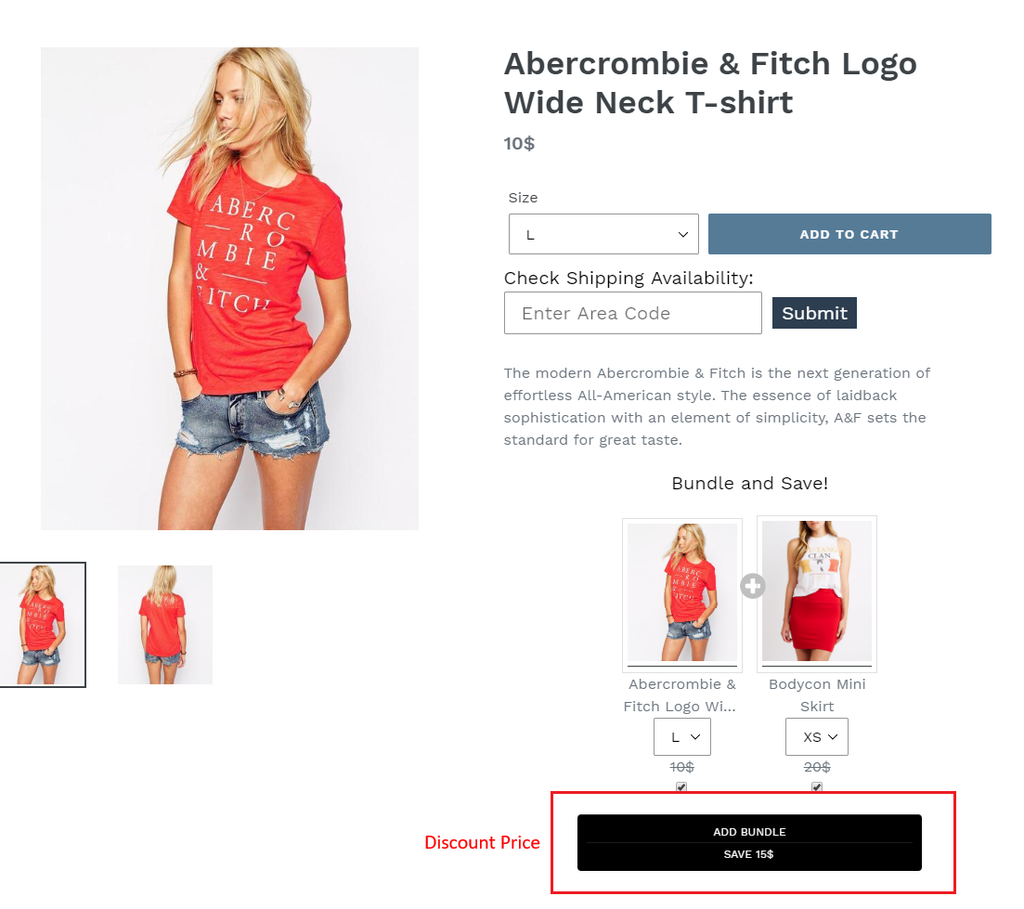 Abercrombie & Fitch Logo
Wide Neck T-shirt
10$
Size
L
ADD TO CART
Check Shipping Availability:
Enter Area Code
Submit
The modern Abercrombie & Fitch is the next generation of
effortless All-American style. The essence of laidback
sophistication with an element of simplicity, A&F sets the
standard for great taste.
Bundle and Save!
Abercrombie &
Fitch Logo Wi...
L
10$
Bodycon Mini
Skirt
XS
20$
Discount Price
ADD BUNDLE
SAVE 15$
ABERC
RO
MBIE
&
FITCH
CLAN